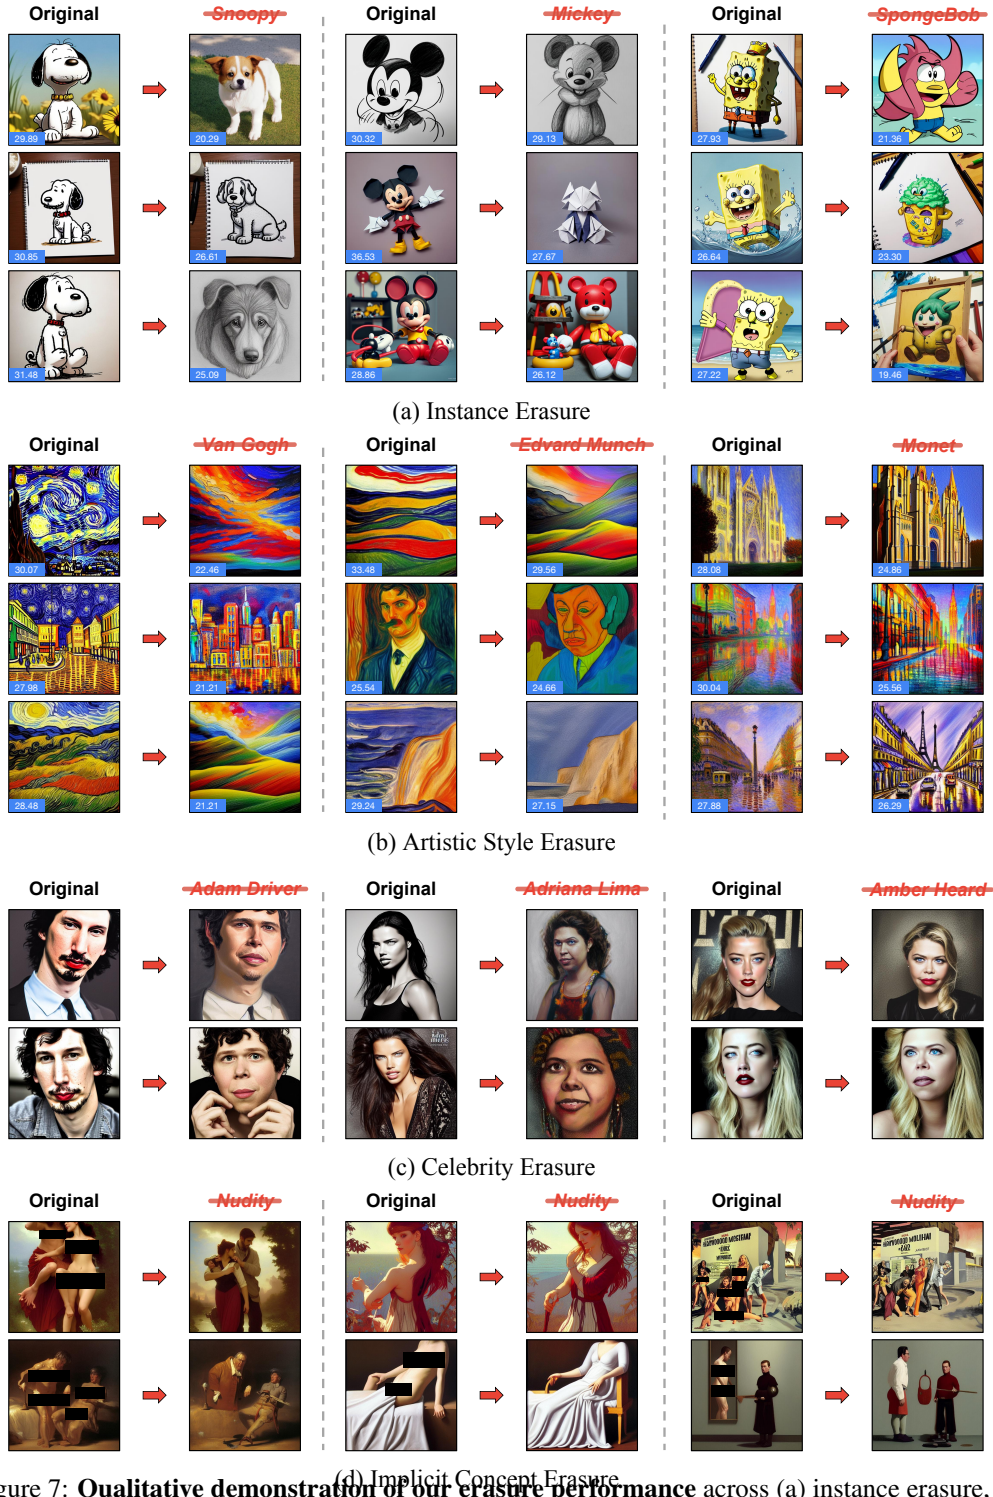 Original Snoopy Original Mickey Original SpongeBob
29.89 20.29 30.32 29.13 27.93 21.36
30.85 26.61 36.53 27.67 26.64 23.30
31.48 25.09 28.86 26.12 27.22 19.46
(a) Instance Erasure
Original Van Gogh Original Edvard Munch Original Monet
30.07 22.46 33.48 29.56 28.08 24.86
27.98 21.21 25.54 24.66 30.04 25.56
28.48 21.21 29.24 27.15 27.88 26.29
(b) Artistic Style Erasure
Original Adam Driver Original Adriana Lima Original Amber Heard
(c) Celebrity Erasure
Original Nudity Original Nudity Original Nudity
(d) Implicit Concept Erasure
gure 7: Qualitative demonstration of our erasure performance across (a) instance erasure,